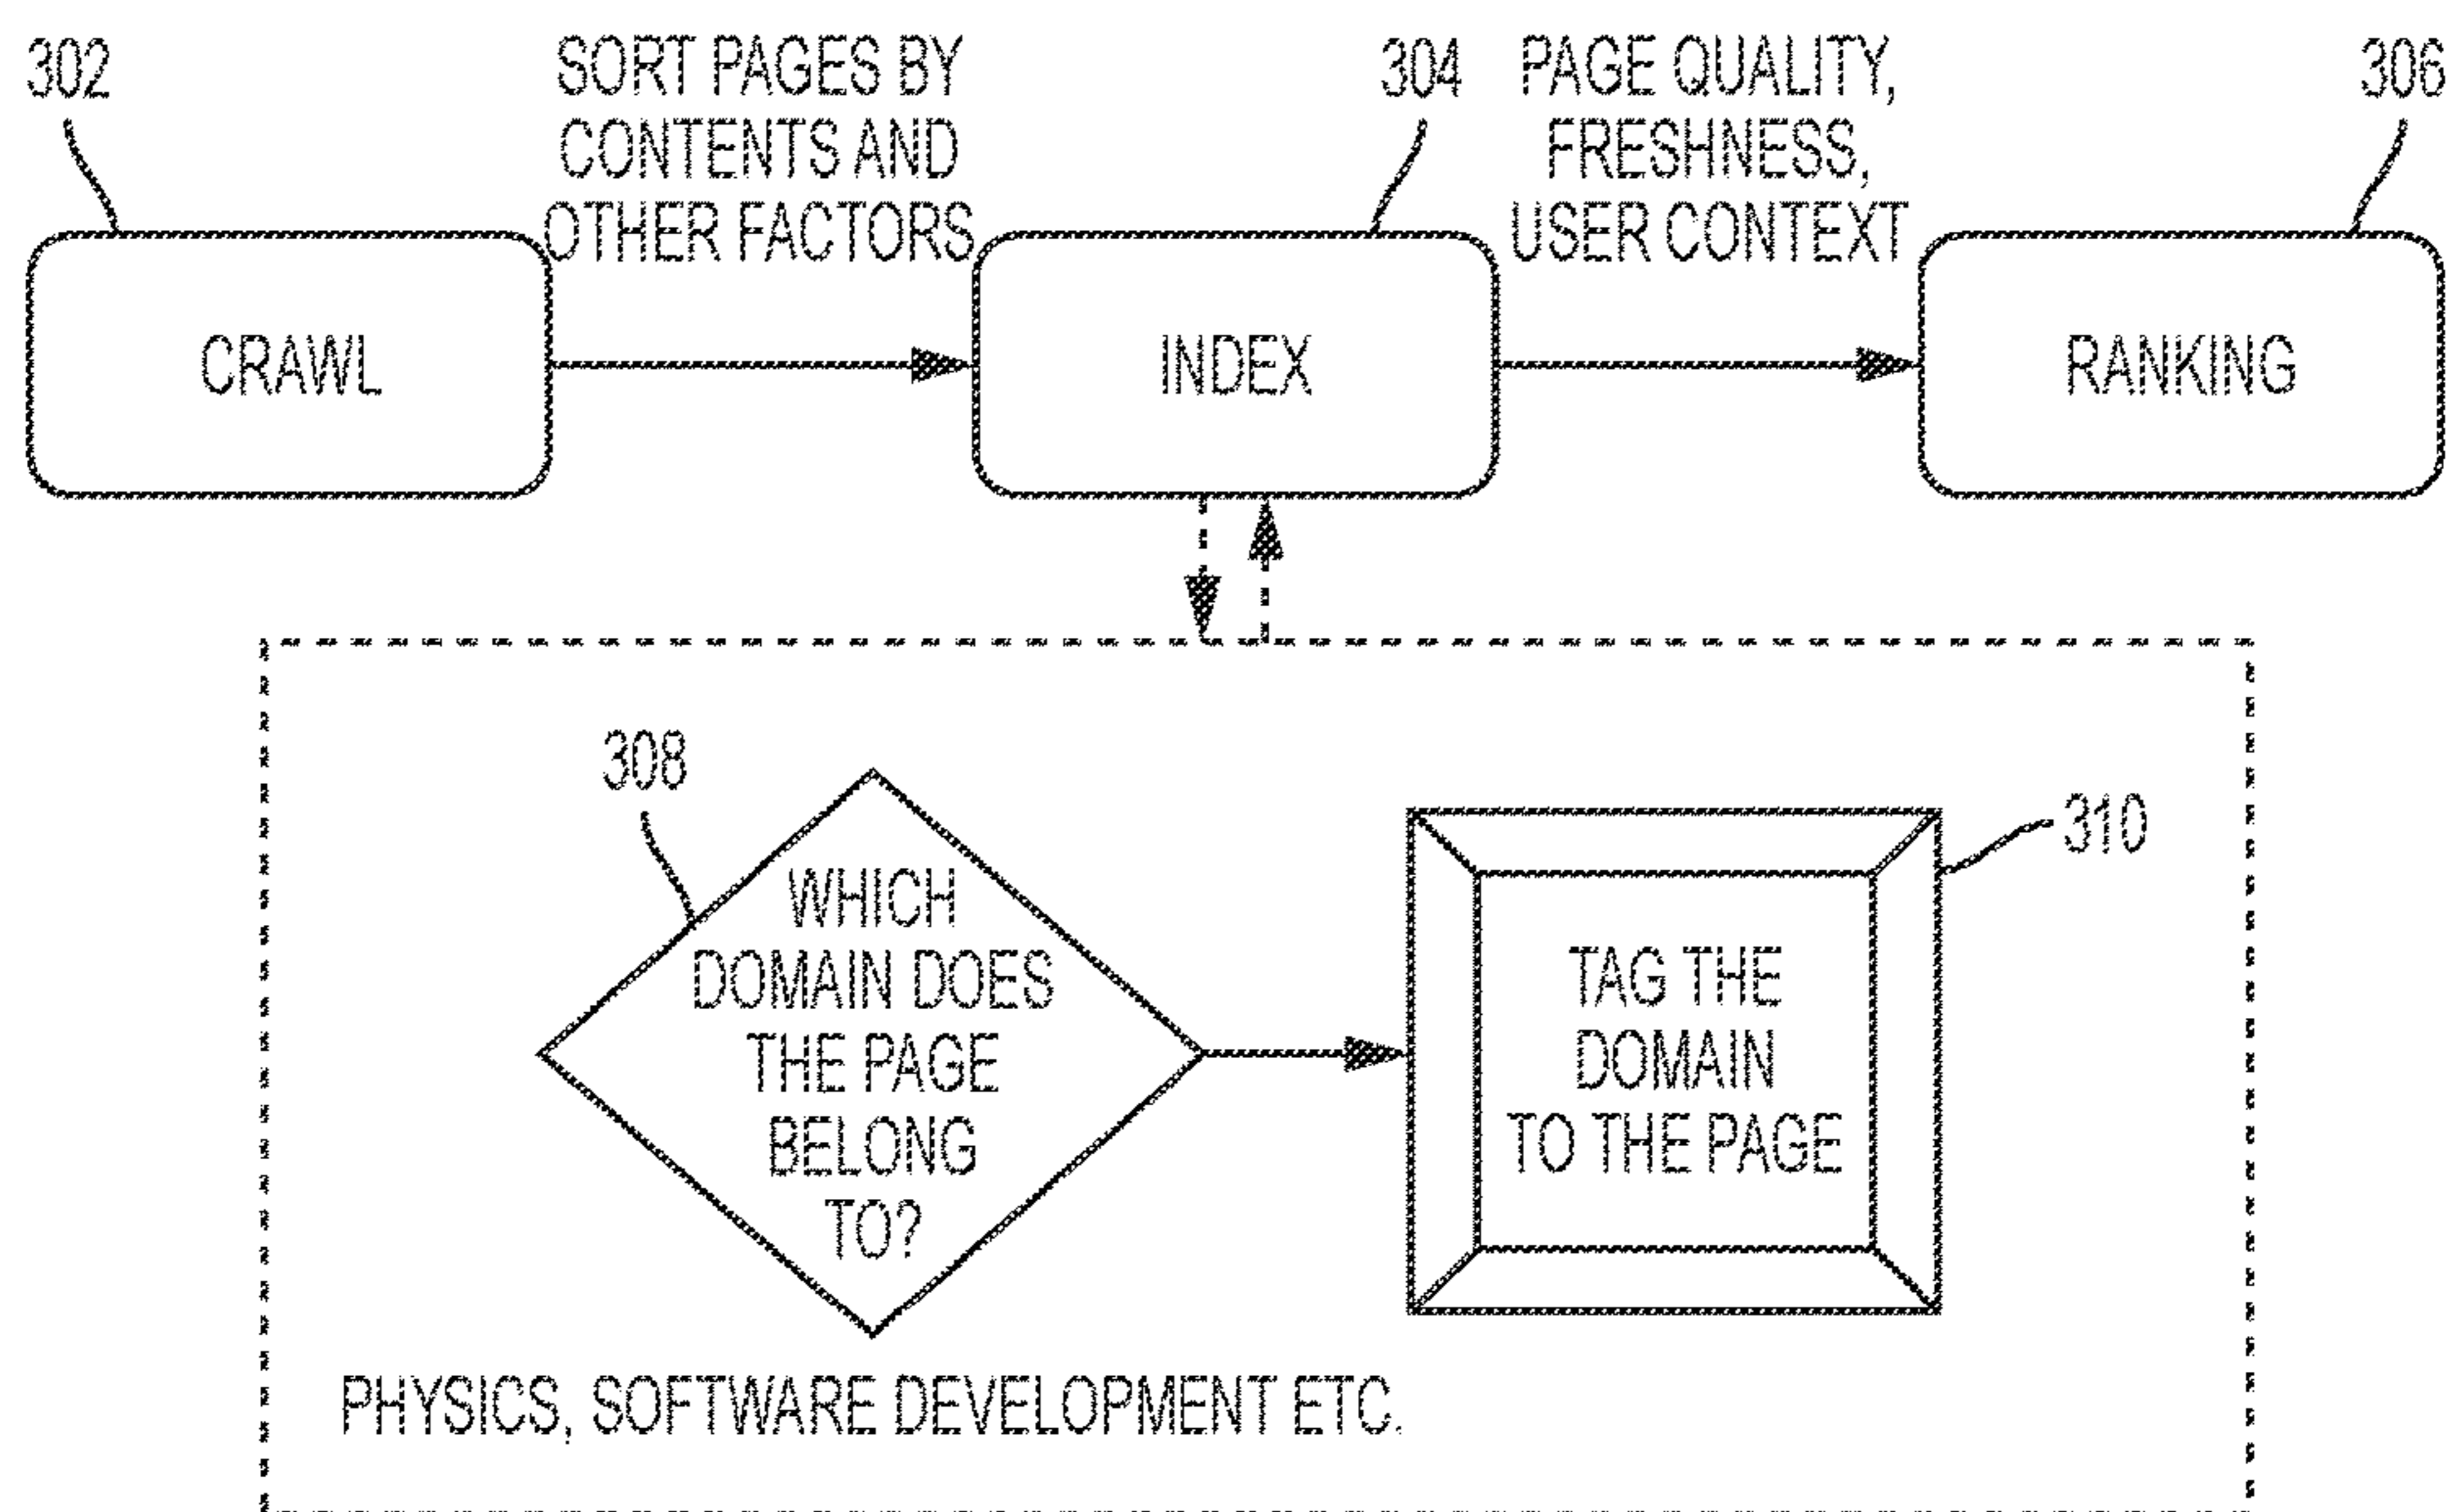 302
SORT PAGES BY
CONTENTS AND
OTHER FACTORS
304
PAGE QUALITY,
FRESHNESS,
USER CONTEXT
306
CRAWL
INDEX
RANKING
308
WHICH
DOMAIN DOES
THE PAGE
BELONG
TO?
310
TAG THE
DOMAIN
TO THE PAGE
PHYSICS, SOFTWARE DEVELOPMENT ETC.